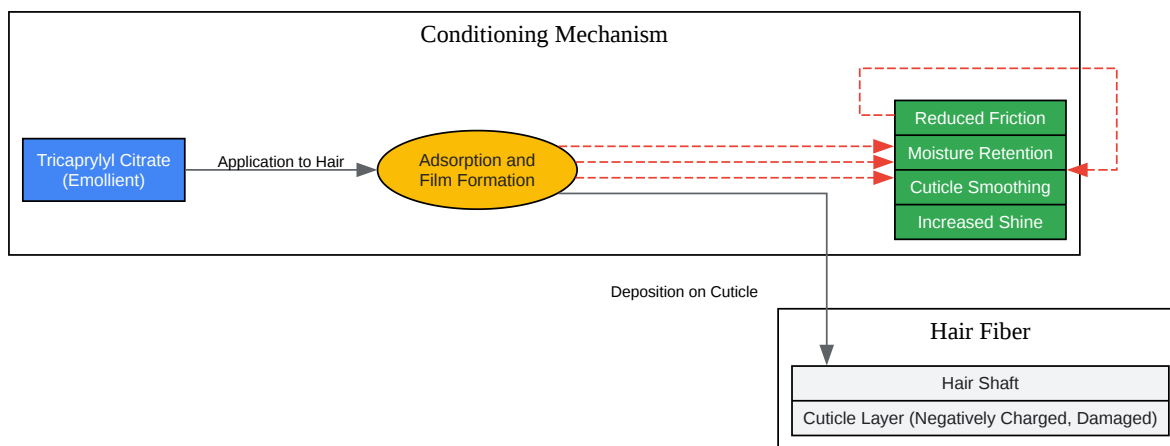 Conditioning Mechanism
Tricaprylyl Citrate
(Emollient)
Application to Hair
Adsorption and
Film Formation
Reduced Friction
Moisture Retention
Cuticle Smoothing
Increased Shine
Deposition on Cuticle
Hair Fiber
Hair Shaft
Cuticle Layer (Negatively Charged, Damaged)